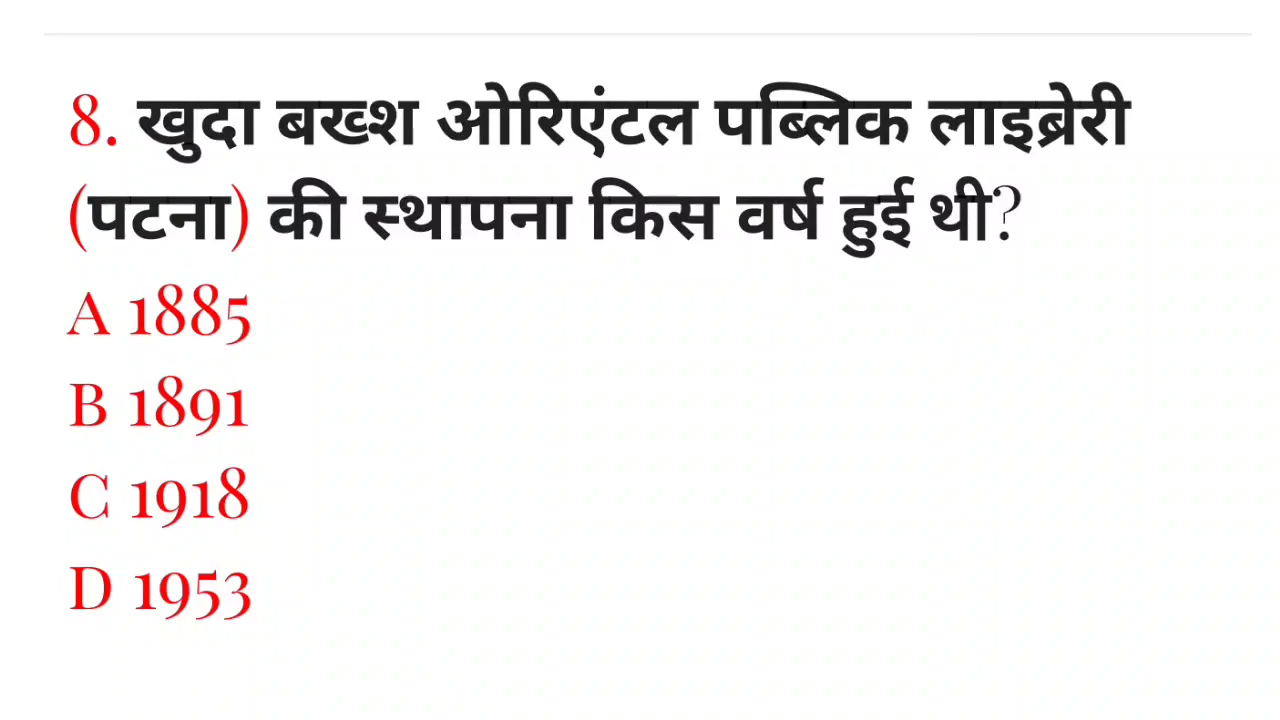 8. खुदा बख्श ओरिएंटल पब्लिक लाइब्रेरी
(पटना) की स्थापना किस वर्ष हुई थी?
A 1885
B 1891
C 1918
D 1953